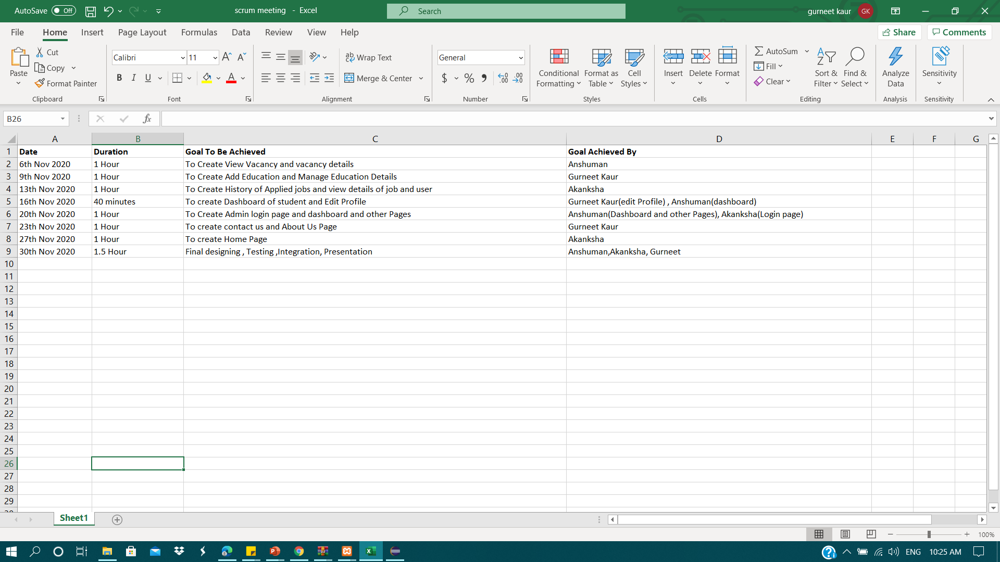 AutoSave Off scrum meeting - Excel Search gurneet kaur GK
File Home Insert Page Layout Formulas Data Review View Help Share Comments
Cut
Copy
Format Painter
Paste
Clipboard
Calibri 11
B I U A
Font
ab Wrap Text
Merge & Center
Alignment
General
$ % , .00 .00
Number
Conditional Formatting
Format as Table
Cell Styles
Styles
Insert Delete Format
Cells
AutoSum
Fill
Clear
Sort & Filter
Find & Select
Editing
Analyze Data
Analysis
Sensitivity
Sensitivity
B26 fx
A B C D E F G
1 Date Duration Goal To Be Achieved Goal Achieved By
2 6th Nov 2020 1 Hour To Create View Vacancy and vacancy details Anshuman
3 9th Nov 2020 1 Hour To Create Add Education and Manage Education Details Gurneet Kaur
4 13th Nov 2020 1 Hour To Create History of Applied jobs and view details of job and user Akanksha
5 16th Nov 2020 40 minutes To create Dashboard of student and Edit Profile Gurneet Kaur(edit Profile) , Anshuman(dashboard)
6 20th Nov 2020 1 Hour To Create Admin login page and dashboard and other Pages Anshuman(Dashboard and other Pages), Akanksha(Login page)
7 23th Nov 2020 1 Hour To create contact us and About Us Page Gurneet Kaur
8 27th Nov 2020 1 Hour To create Home Page Akanksha
9 30th Nov 2020 1.5 Hour Final designing , Testing ,Integration, Presentation Anshuman,Akanksha, Gurneet
10
11
12
13
14
15
16
17
18
19
20
21
22
23
24
25
26
27
28
29
Sheet1
100%
ENG 10:25 AM